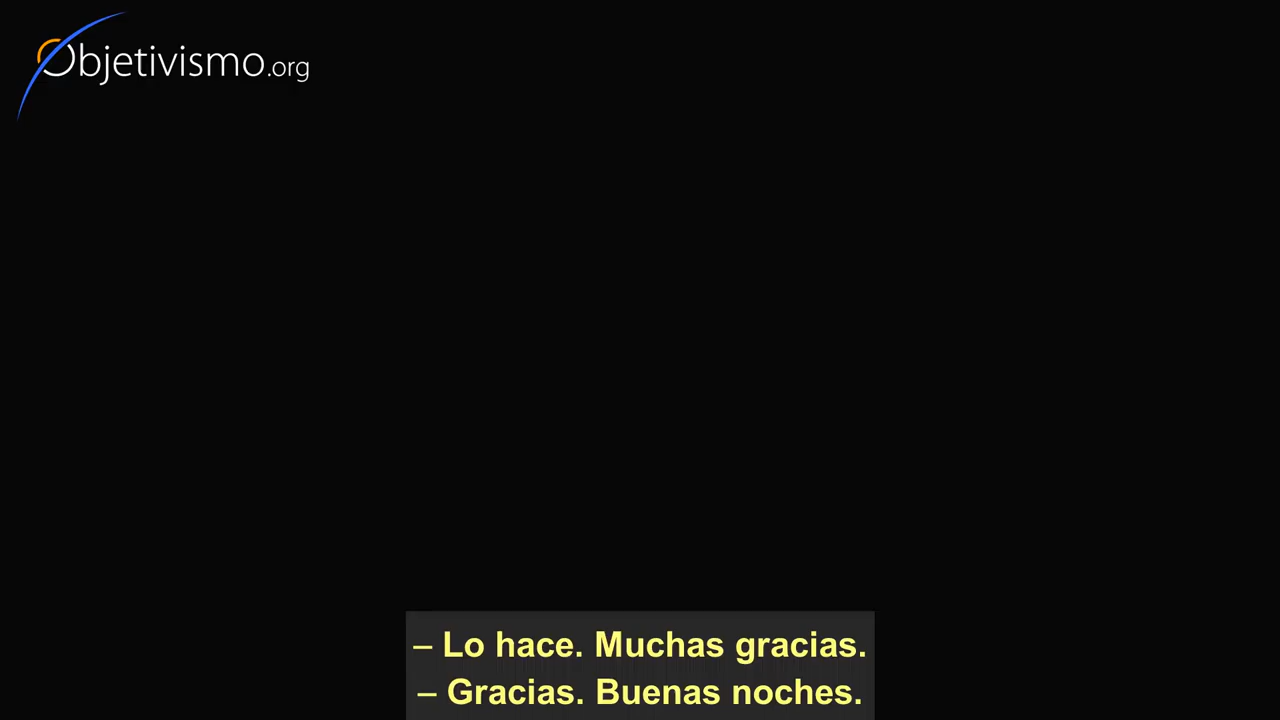 Objetivismo.org
– Lo hace. Muchas gracias.
– Gracias. Buenas noches.